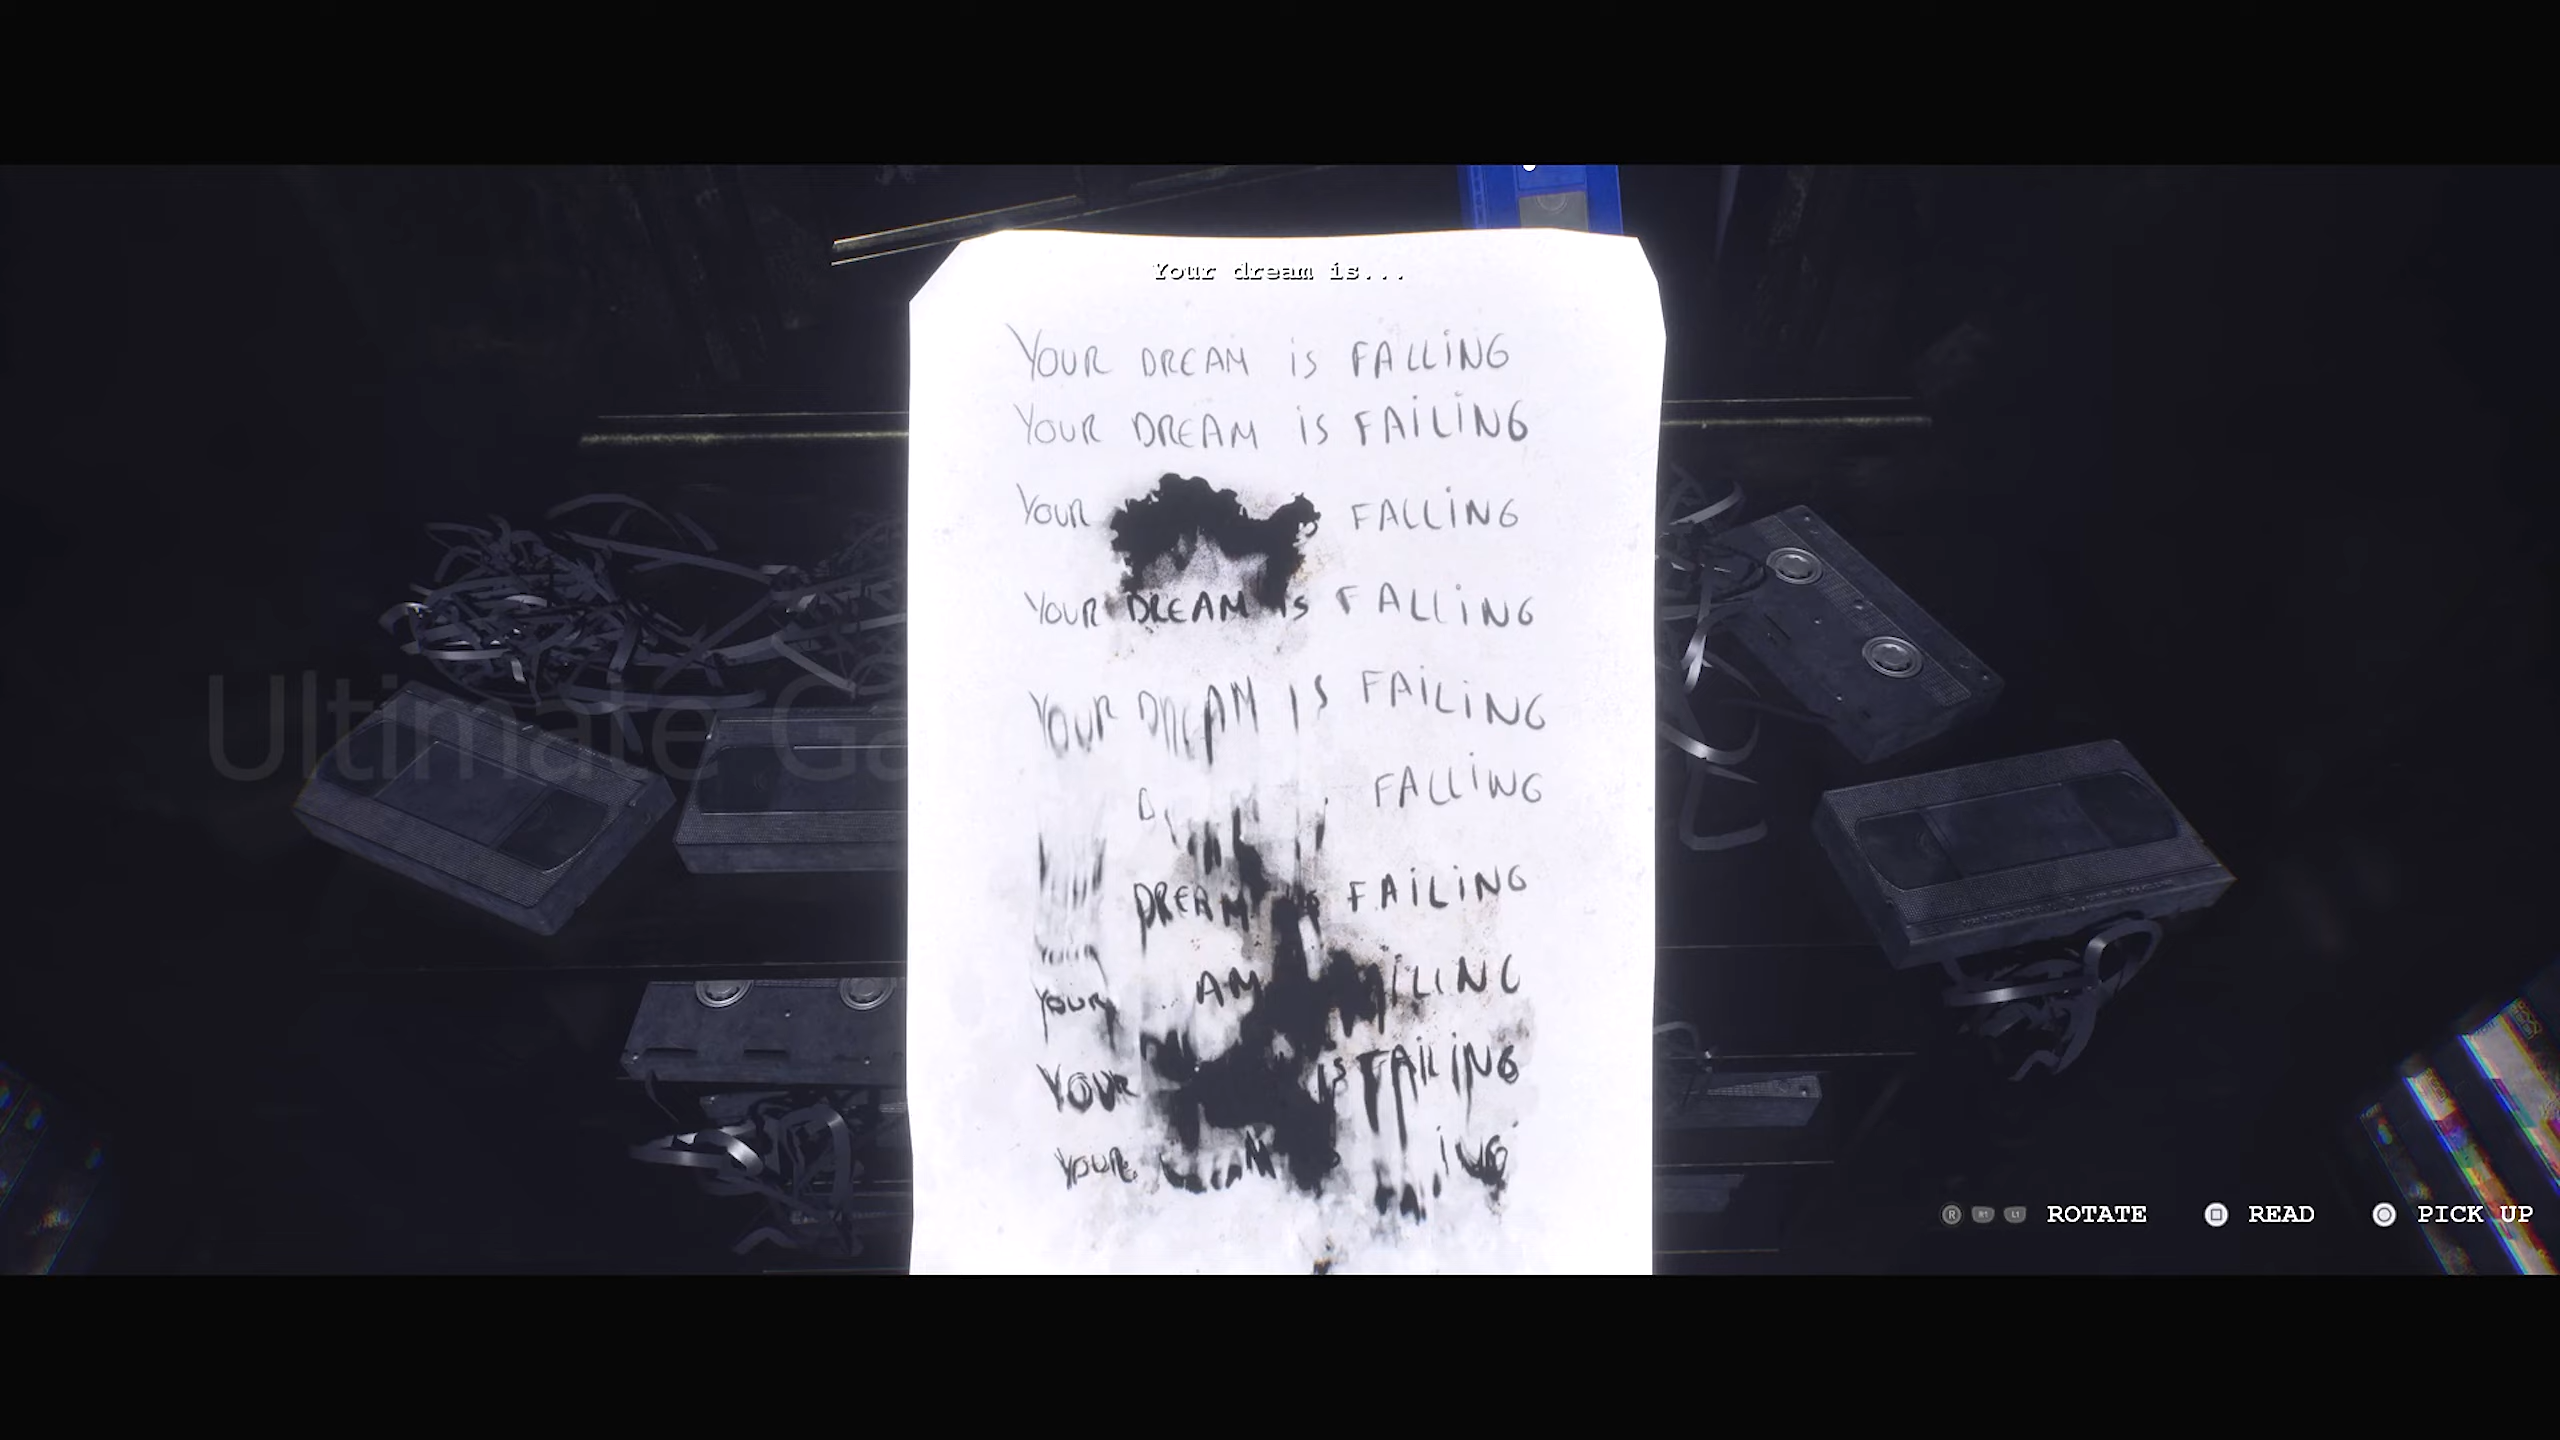 Your dream is...
YOUR DREAM iS FALLiNG
YOUR DREAM iS FAiLiNG
YOUR FALLiNG
YOUR DREAM iS FALLiNG
YOUR DREAM IS FAiLiNG
FALLiNG
DREAM FAiLiNG
YOUR
YOUR iS FAiLiNG
YOUR
Ultimate
ROTATE READ PICK UP